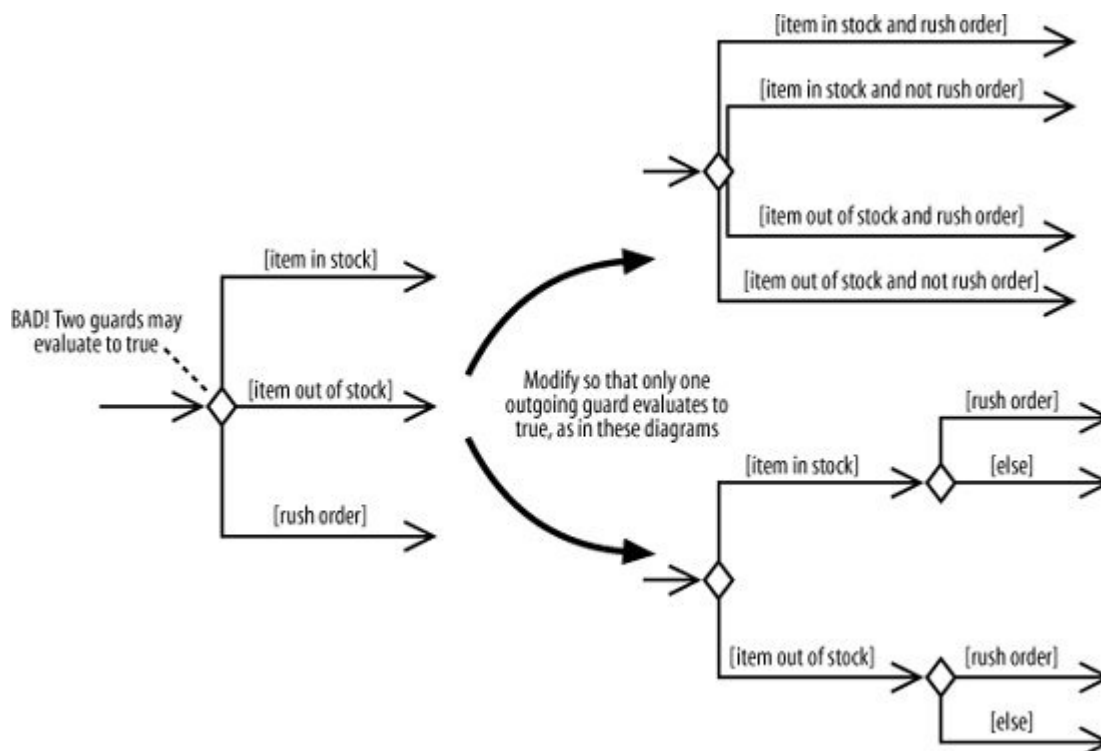 BAD! Two guards may
evaluate to true
[item in stock]
[item out of stock]
[rush order]
Modify so that only one
outgoing guard evaluates to
true, as in these diagrams
[item in stock and rush order]
[item in stock and not rush order]
[item out of stock and rush order]
[item out of stock and not rush order]
[item in stock]
[rush order]
[else]
[item out of stock]
[rush order]
[else]